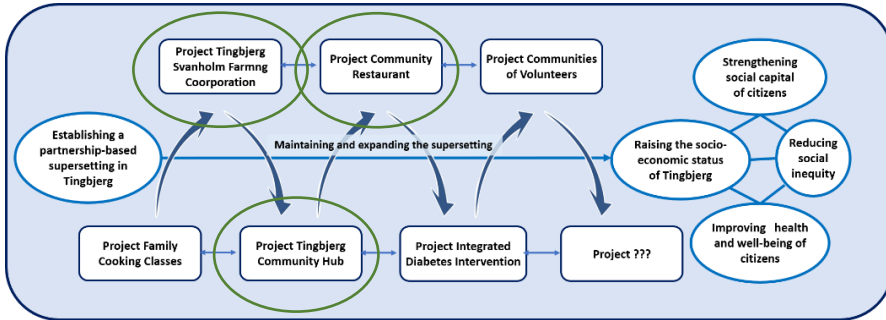 Project Tingbjerg
Svanholm Farmng
Coorporation
Project Community
Restaurant
Project Communities
of Volunteers
Strengthening
social capital
of citizens
Establishing a
partnership-based
supersetting in
Tingbjerg
Maintaining and expanding the supersetting
Raising the socio-
economic status
of Tingbjerg
Reducing
social
inequity
Project Family
Cooking Classes
Project Tingbjerg
Community Hub
Project Integrated
Diabetes Intervention
Project ???
Improving health
and well-being of
citizens